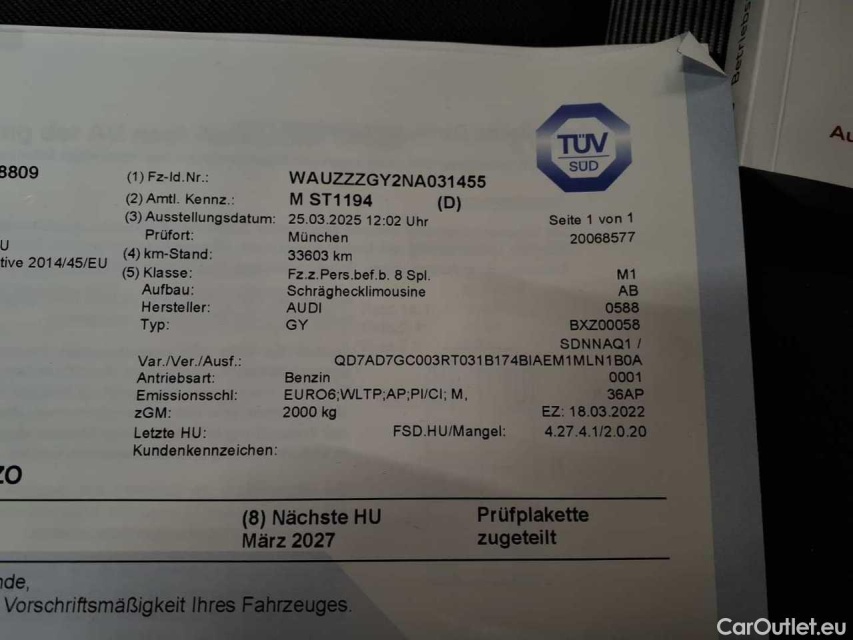 Betriebs
Au
TÜV
SÜD
8809
(1) Fz-Id.Nr.: WAUZZZGY2NA031455
(2) Amtl. Kennz.: M ST1194 (D)
(3) Ausstellungsdatum: 25.03.2025 12:02 Uhr Seite 1 von 1
Prüfort: München 20068577
U
(4) km-Stand: 33603 km
tive 2014/45/EU
(5) Klasse: Fz.z.Pers.bef.b. 8 Spl. M1
Aufbau: Schräghecklimousine AB
Hersteller: AUDI 0588
Typ: GY BXZ00058
SDNNAQ1 /
Var./Ver./Ausf.: QD7AD7GC003RT031B174BIAEM1MLN1B0A
Antriebsart: Benzin 0001
Emissionsschl: EURO6;WLTP;AP;PI/CI; M, 36AP
zGM: 2000 kg EZ: 18.03.2022
Letzte HU: FSD.HU/Mangel: 4.27.4.1/2.0.20
Kundenkennzeichen:
ZO
(8) Nächste HU Prüfplakette
März 2027 zugeteilt
nde,
Vorschriftsmäßigkeit Ihres Fahrzeuges.
CarOutlet.eu